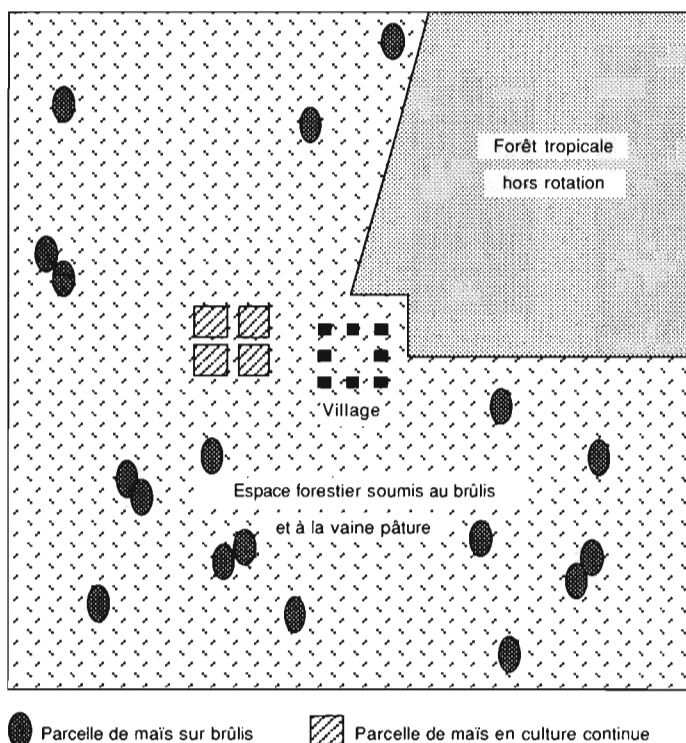 Forêt tropicale
hors rotation
Village
Espace forestier soumis au brûlis
et à la vaine pâture
Parcelle de maïs sur brûlis
Parcelle de maïs en culture continue